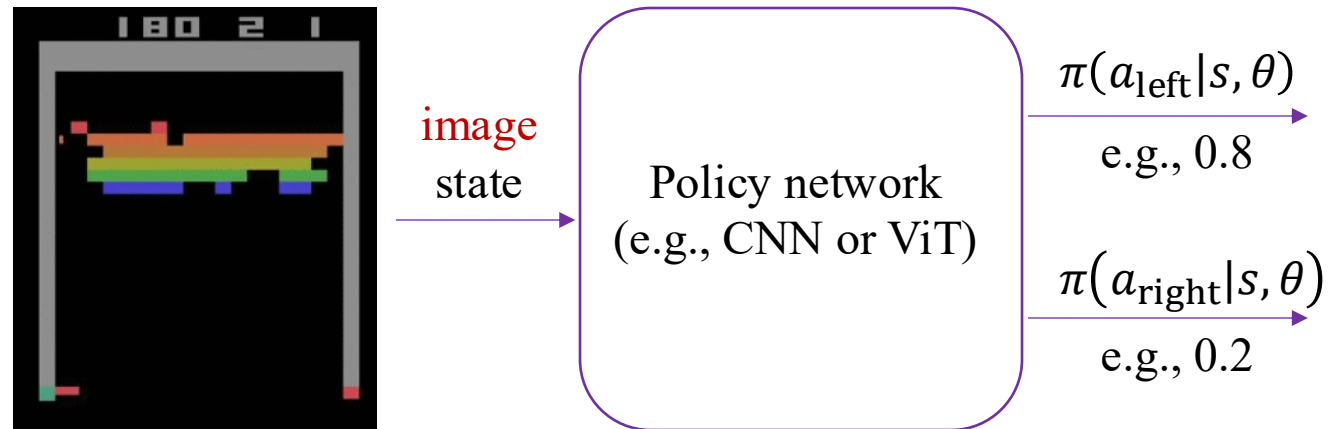 180 2 1
image
state
Policy network
(e.g., CNN or ViT)
π(a_left|s, θ)
e.g., 0.8
π(a_right|s, θ)
e.g., 0.2